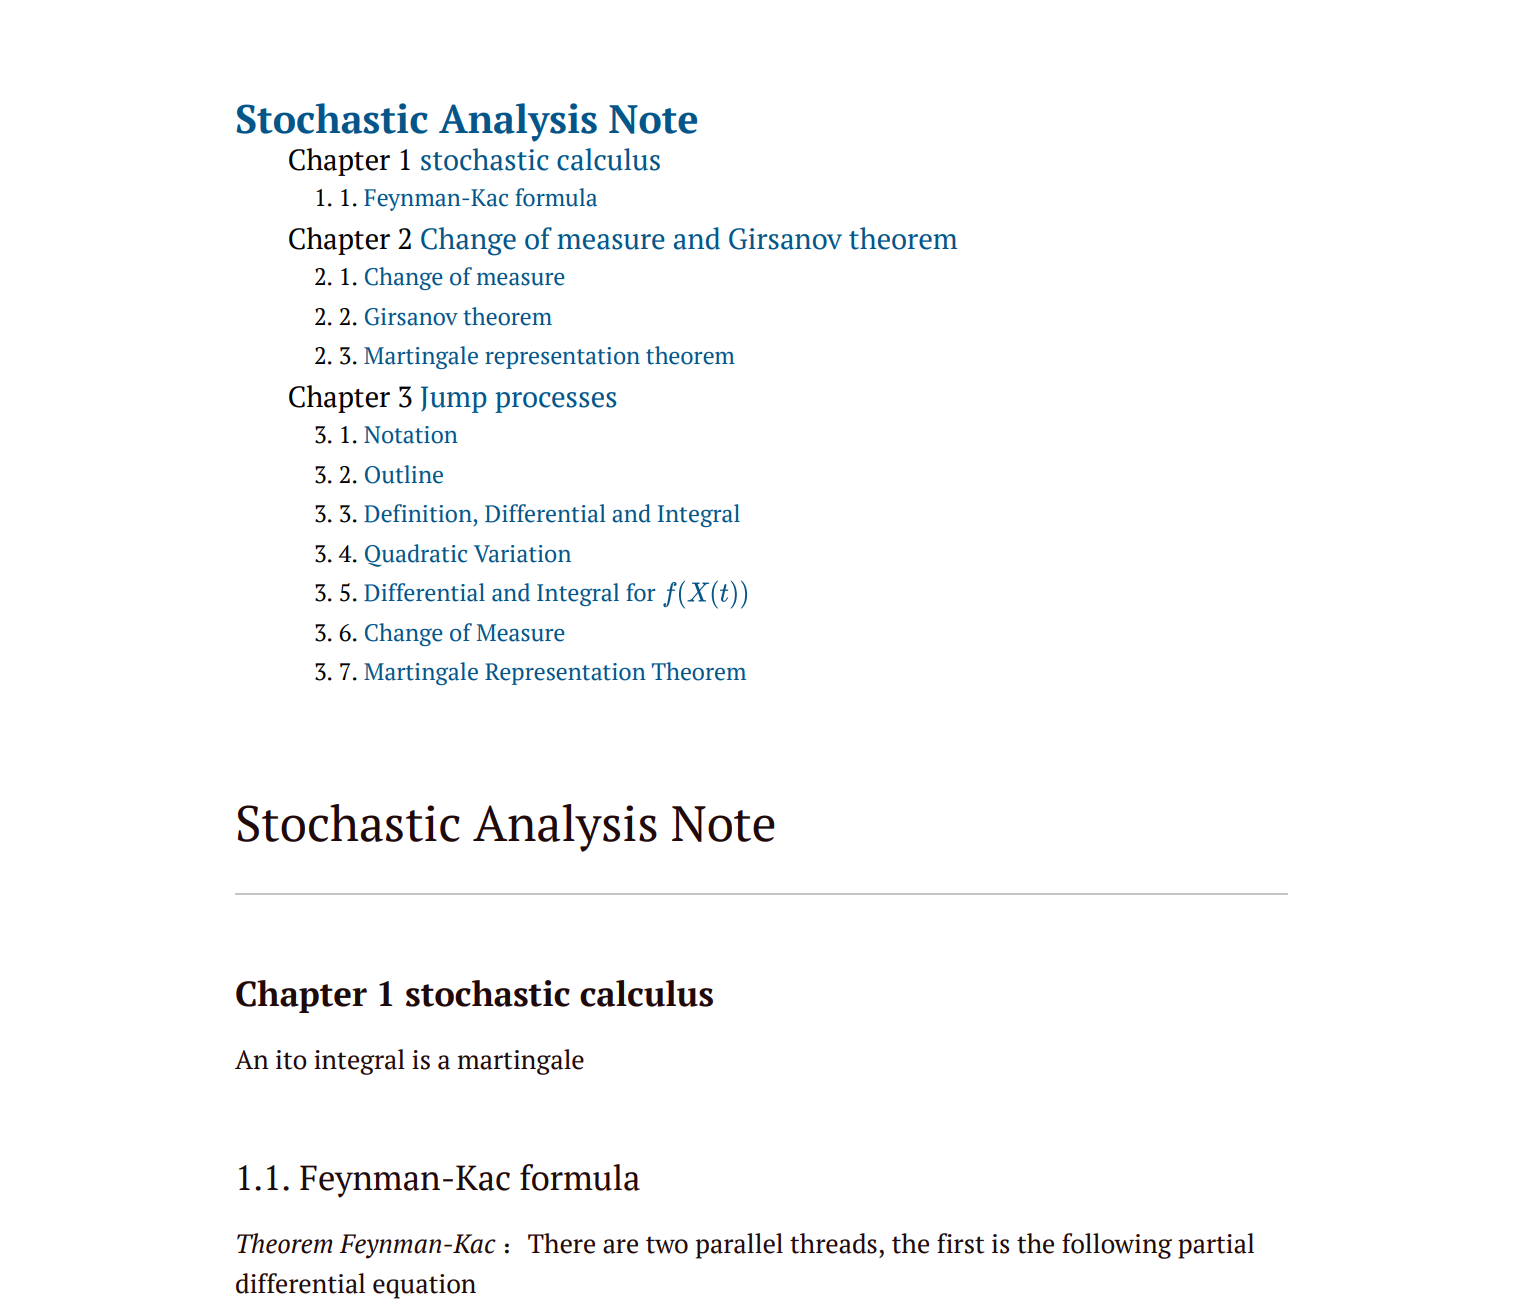 Stochastic Analysis Note
Chapter 1 stochastic calculus
1. 1. Feynman-Kac formula
Chapter 2 Change of measure and Girsanov theorem
2. 1. Change of measure
2. 2. Girsanov theorem
2. 3. Martingale representation theorem
Chapter 3 Jump processes
3. 1. Notation
3. 2. Outline
3. 3. Definition, Differential and Integral
3. 4. Quadratic Variation
3. 5. Differential and Integral for f(X(t))
3. 6. Change of Measure
3. 7. Martingale Representation Theorem
Stochastic Analysis Note
Chapter 1 stochastic calculus
An ito integral is a martingale
1.1. Feynman-Kac formula
Theorem Feynman-Kac： There are two parallel threads, the first is the following partial
differential equation